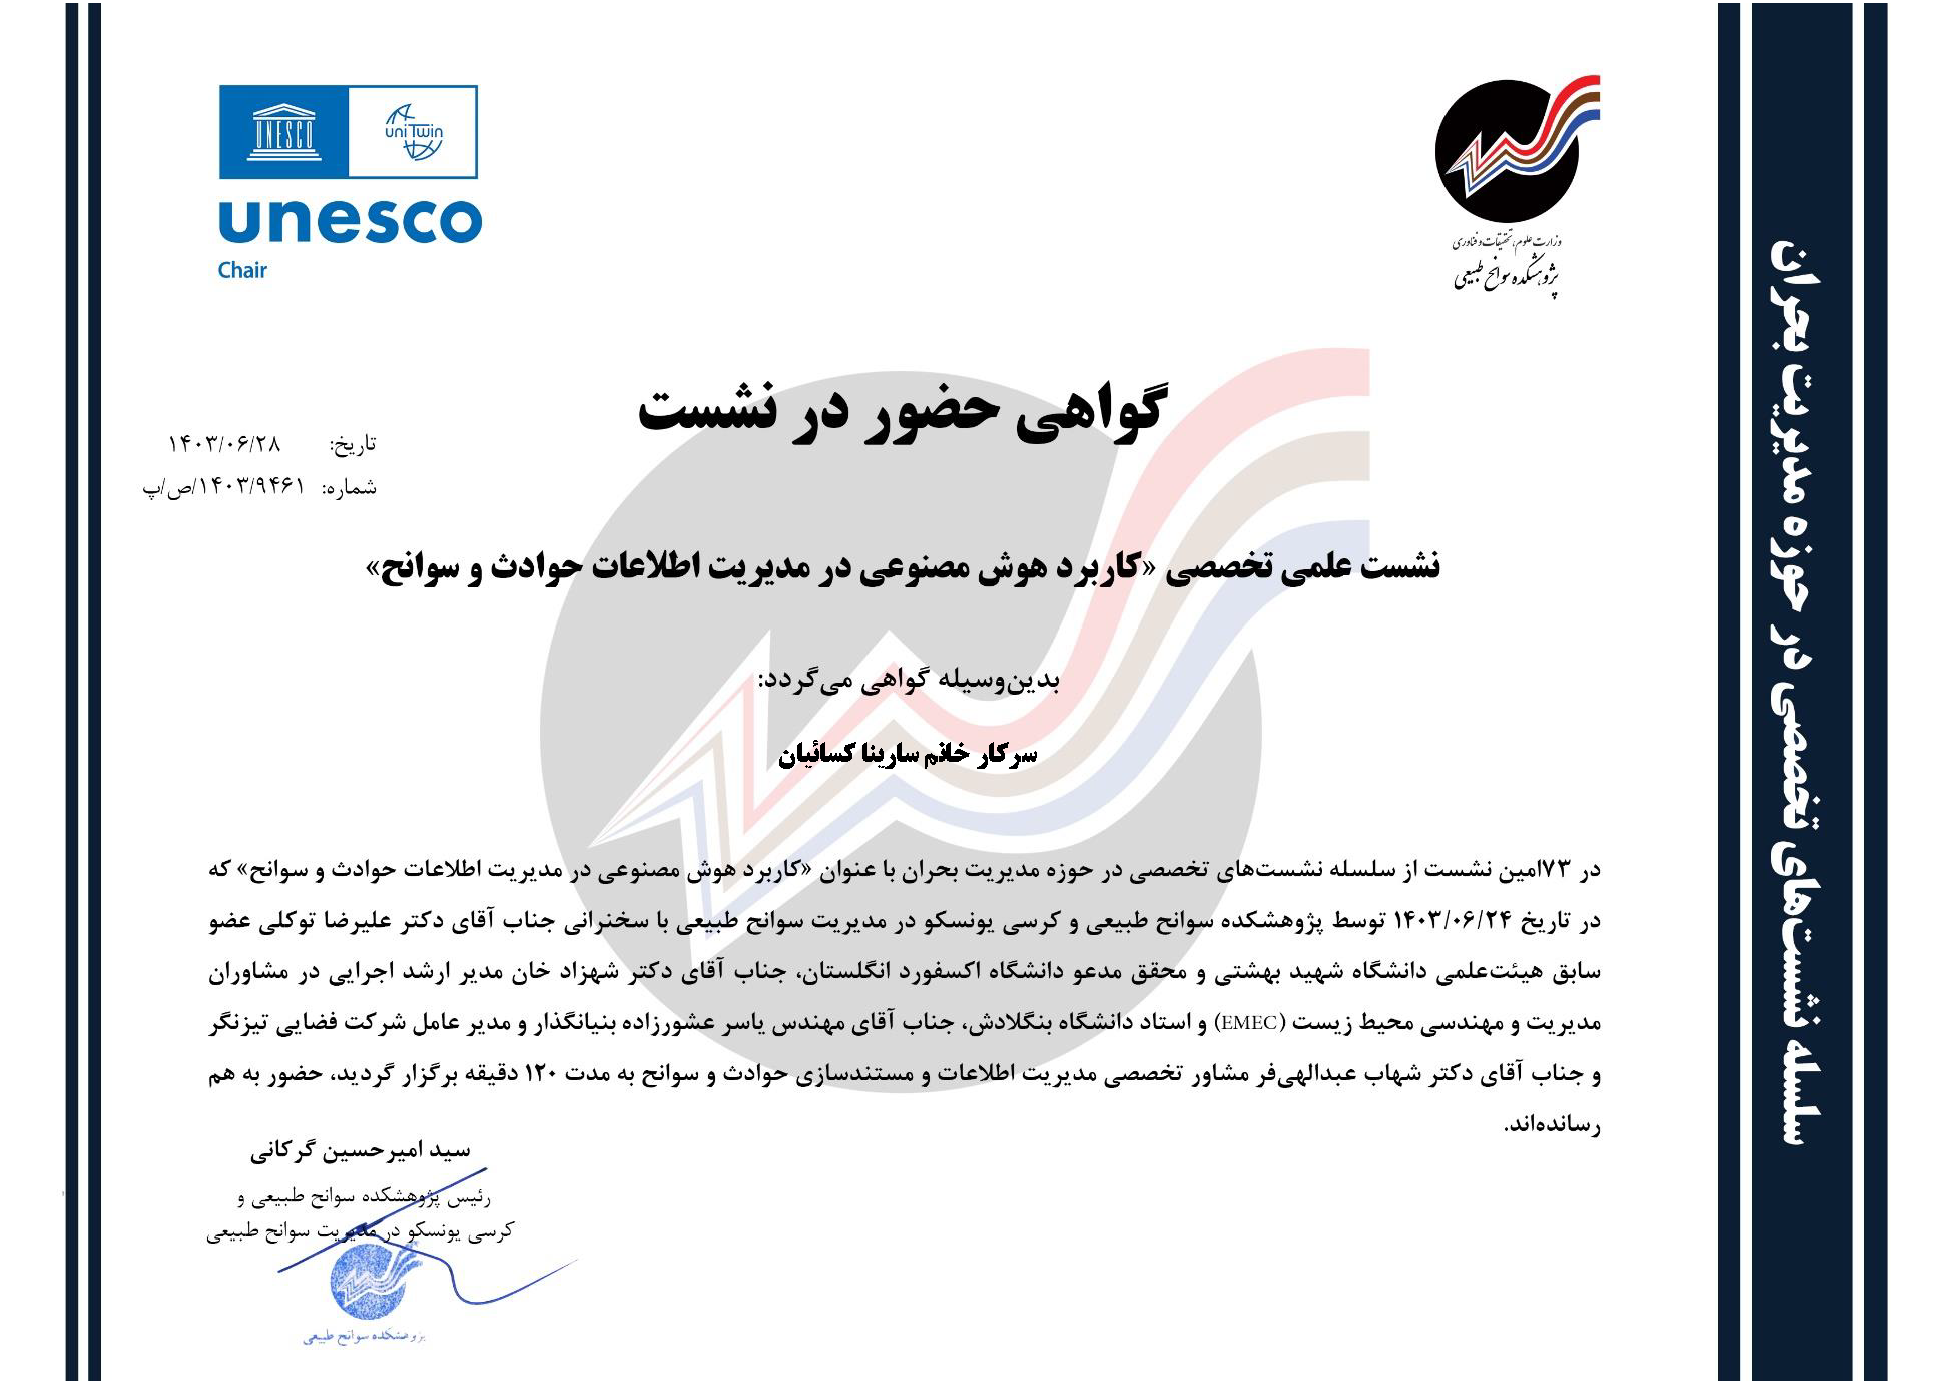 UNESCO
uniTwin
unesco
Chair
وزارت علوم، تحقیقات و فناوری
پژوهشکده سوانح طبیعی
گواهی حضور در نشست
تاریخ: ۱۴۰۳/۰۶/۲۸
شماره: ۱۴۰۳/۹۴۶۱/ص/پ
نشست علمی تخصصی «کاربرد هوش مصنوعی در مدیریت اطلاعات حوادث و سوانح»
بدین‌وسیله گواهی می‌گردد:
سرکار خانم سارینا کسائیان
در ۷۳امین نشست از سلسله نشست‌های تخصصی در حوزه مدیریت بحران با عنوان «کاربرد هوش مصنوعی در مدیریت اطلاعات حوادث و سوانح» که
در تاریخ ۱۴۰۳/۰۶/۲۴ توسط پژوهشکده سوانح طبیعی و کرسی یونسکو در مدیریت سوانح طبیعی با سخنرانی جناب آقای دکتر علیرضا توکلی عضو
سابق هیئت‌علمی دانشگاه شهید بهشتی و محقق مدعو دانشگاه اکسفورد انگلستان، جناب آقای دکتر شهزاد خان مدیر ارشد اجرایی در مشاوران
مدیریت و مهندسی محیط زیست (EMEC) و استاد دانشگاه بنگلادش، جناب آقای مهندس یاسر عشورزاده بنیانگذار و مدیر عامل شرکت فضایی تیزنگر
و جناب آقای دکتر شهاب عبدالهی‌فر مشاور تخصصی مدیریت اطلاعات و مستندسازی حوادث و سوانح به مدت ۱۲۰ دقیقه برگزار گردید، حضور به هم
رسانده‌اند.
سید امیرحسین گرکانی
رئیس پژوهشکده سوانح طبیعی و
کرسی یونسکو در مدیریت سوانح طبیعی
پژوهشکده سوانح طبیعی
سلسله نشست‌های تخصصی در حوزه مدیریت بحران